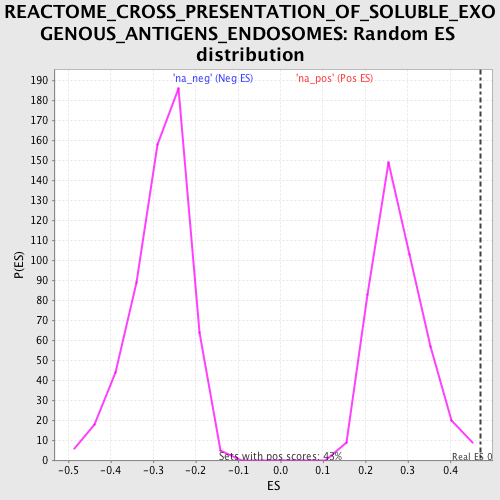 REACTOME_CROSS_PRESENTATION_OF_SOLUBLE_EXO
GENOUS_ANTIGENS_ENDOSOMES: Random ES
distribution
'na_neg' (Neg ES) 'na_pos' (Pos ES)
190
180
170
160
150
140
130
120
110
100
90
80
70
60
50
40
30
20
10
0
P(ES)
Sets with pos scores: 43%
Real ES 0
-0.5 -0.4 -0.3 -0.2 -0.1 0.0 0.1 0.2 0.3 0.4
ES